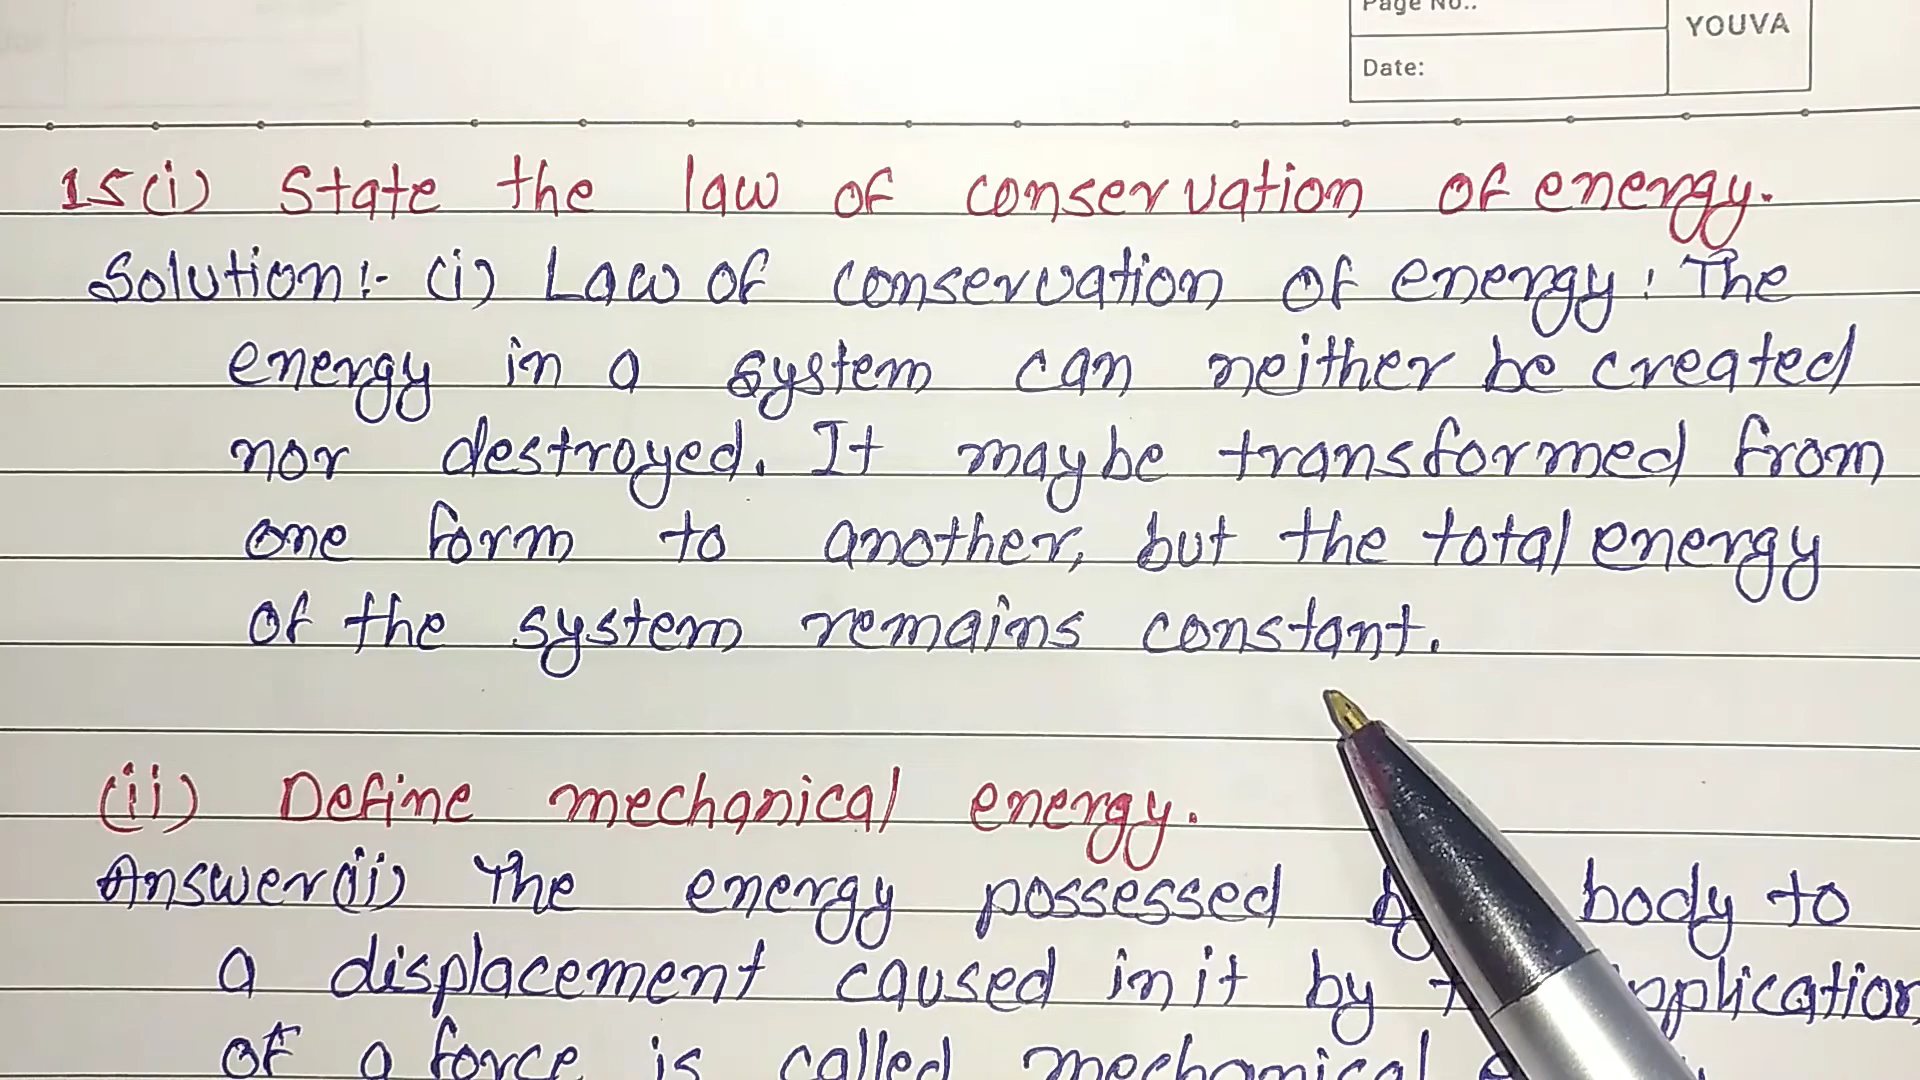 Page No.:
YOUVA
Date:
15(i) State the law of conservation of energy.
Solution:- (i) Law of conservation of energy: The
energy in a system can neither be created
nor destroyed. It may be transformed from
one form to another, but the total energy
of the system remains constant.
(ii) Define mechanical energy.
Answer(ii) The energy possessed body to
a displacement caused in it by
of a force is called mechanical